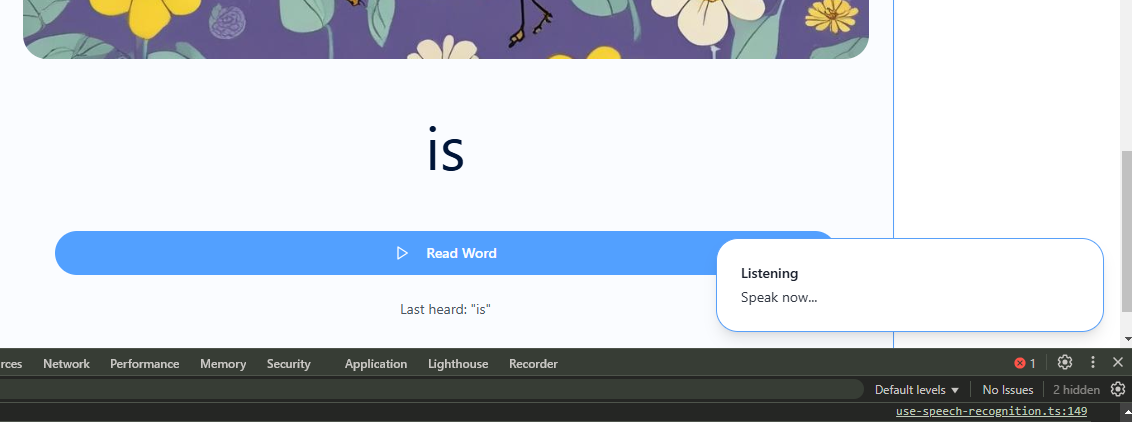 is
Read Word
Listening
Speak now...
Last heard: "is"
rces Network Performance Memory Security Application Lighthouse Recorder 1
Default levels No Issues 2 hidden
use-speech-recognition.ts:149